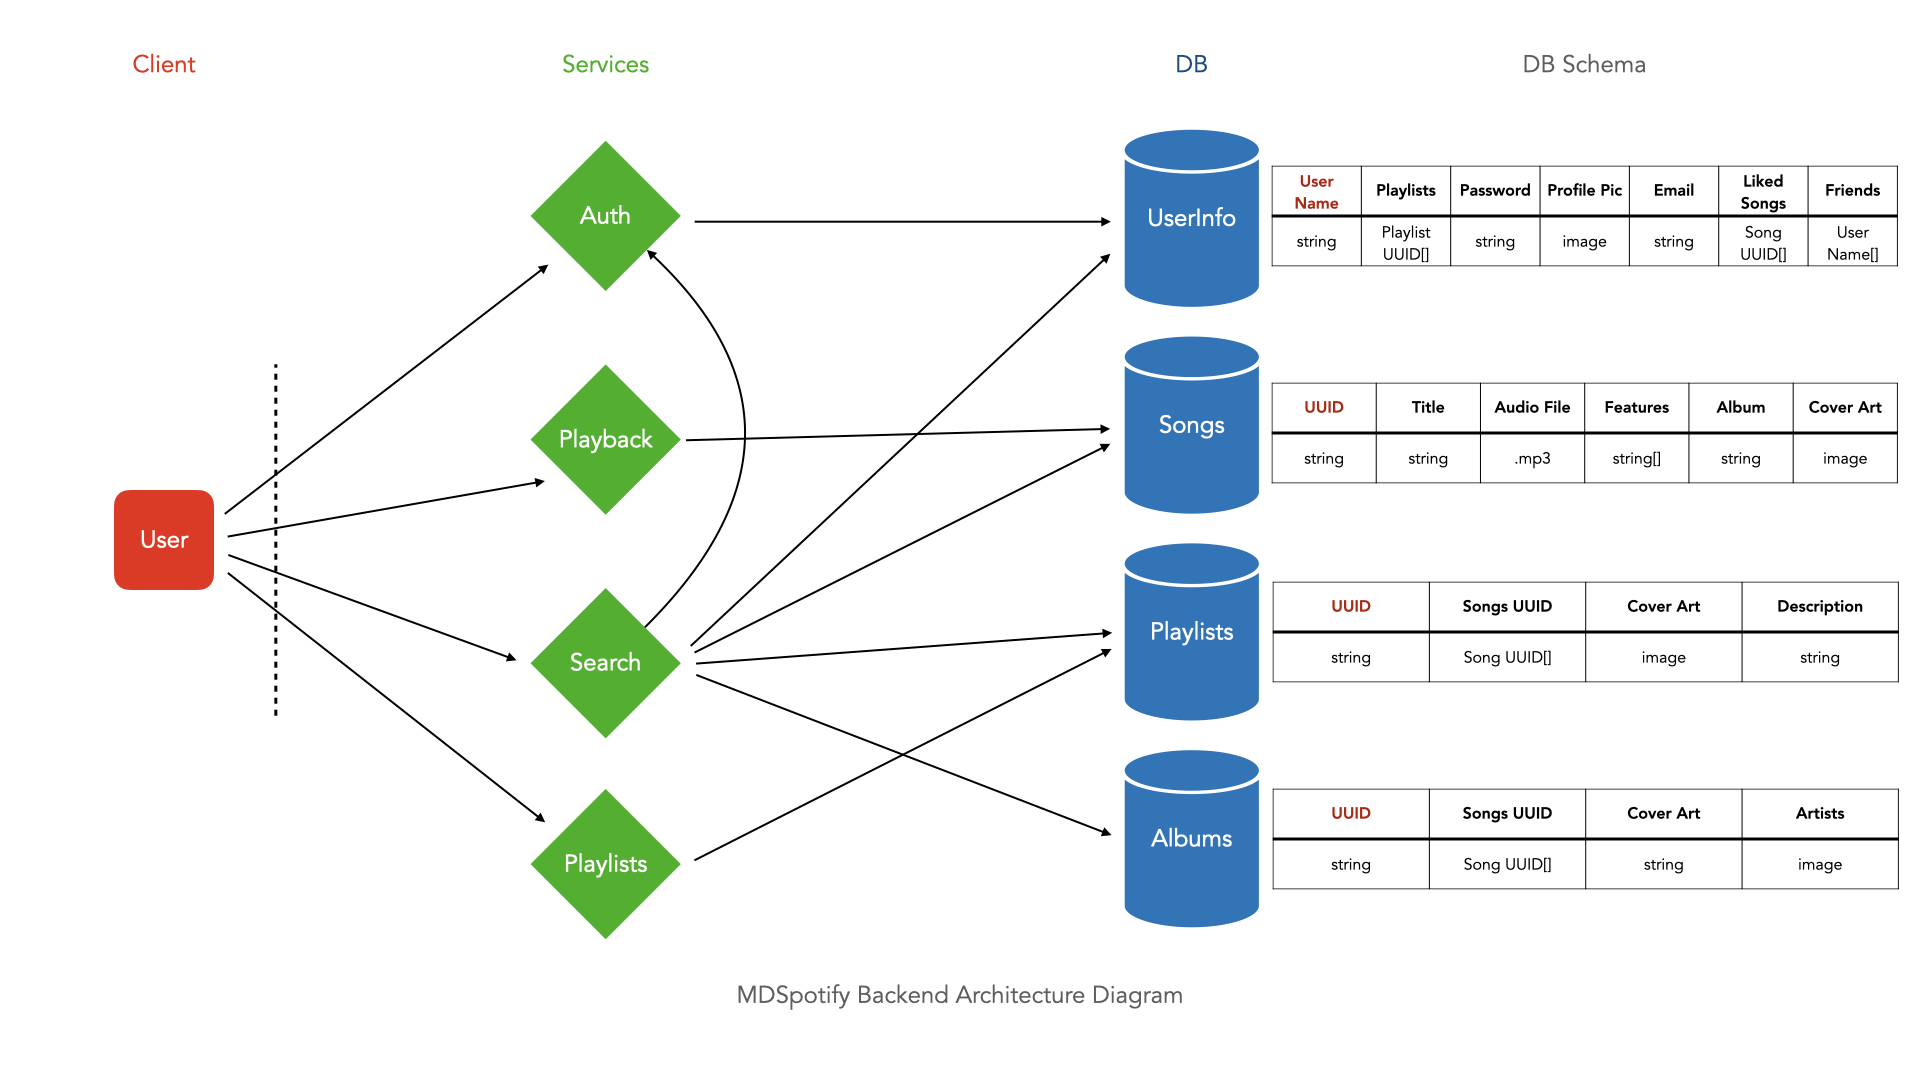 Client
Services
DB
DB Schema
Auth
Playback
Search
Playlists
User
UserInfo
Songs
Playlists
Albums
User Name Playlists Password Profile Pic Email Liked Songs Friends
string Playlist UUID[] string image string Song UUID[] User Name[]
UUID Title Audio File Features Album Cover Art
string string .mp3 string[] string image
UUID Songs UUID Cover Art Description
string Song UUID[] image string
UUID Songs UUID Cover Art Artists
string Song UUID[] string image
MDSpotify Backend Architecture Diagram